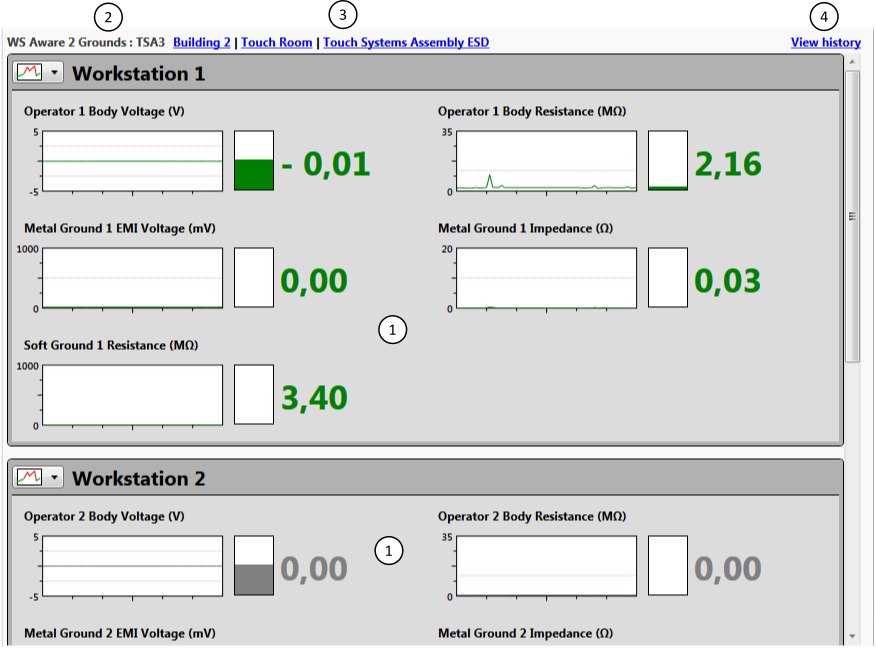 2 3 4
WS Aware 2 Grounds : TSA3 Building 2 | Touch Room | Touch Systems Assembly ESD View history
Workstation 1
Operator 1 Body Voltage (V) Operator 1 Body Resistance (MΩ)
5 35
- 0,01 2,16
-5 0
Metal Ground 1 EMI Voltage (mV) Metal Ground 1 Impedance (Ω)
1000 20
0,00 0,03
0 0
1
Soft Ground 1 Resistance (MΩ)
1000
3,40
0
Workstation 2
Operator 2 Body Voltage (V) Operator 2 Body Resistance (MΩ)
5 35
1
0,00 0,00
-5 0
Metal Ground 2 EMI Voltage (mV) Metal Ground 2 Impedance (Ω)